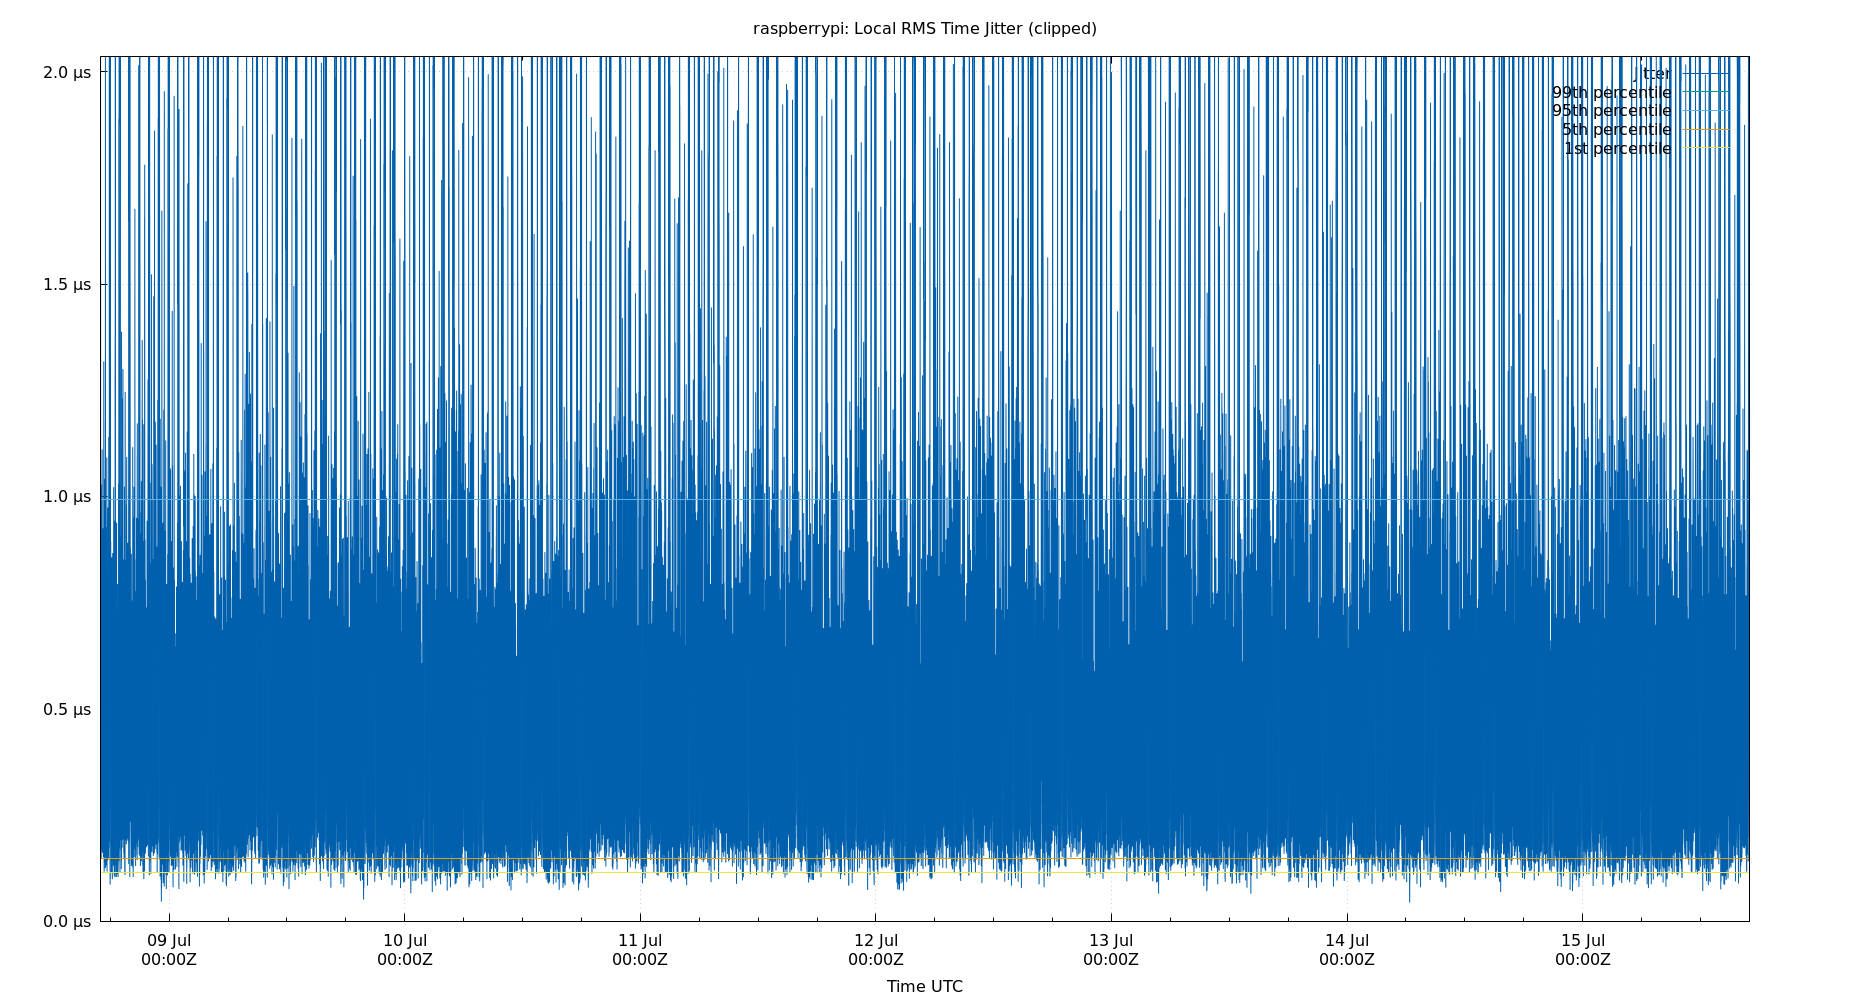 raspberrypi: Local RMS Time Jitter (clipped)
2.0 μs
1.5 μs
1.0 μs
0.5 μs
0.0 μs
Jitter
99th percentile
95th percentile
5th percentile
1st percentile
09 Jul
00:00Z
10 Jul
00:00Z
11 Jul
00:00Z
12 Jul
00:00Z
13 Jul
00:00Z
14 Jul
00:00Z
15 Jul
00:00Z
Time UTC